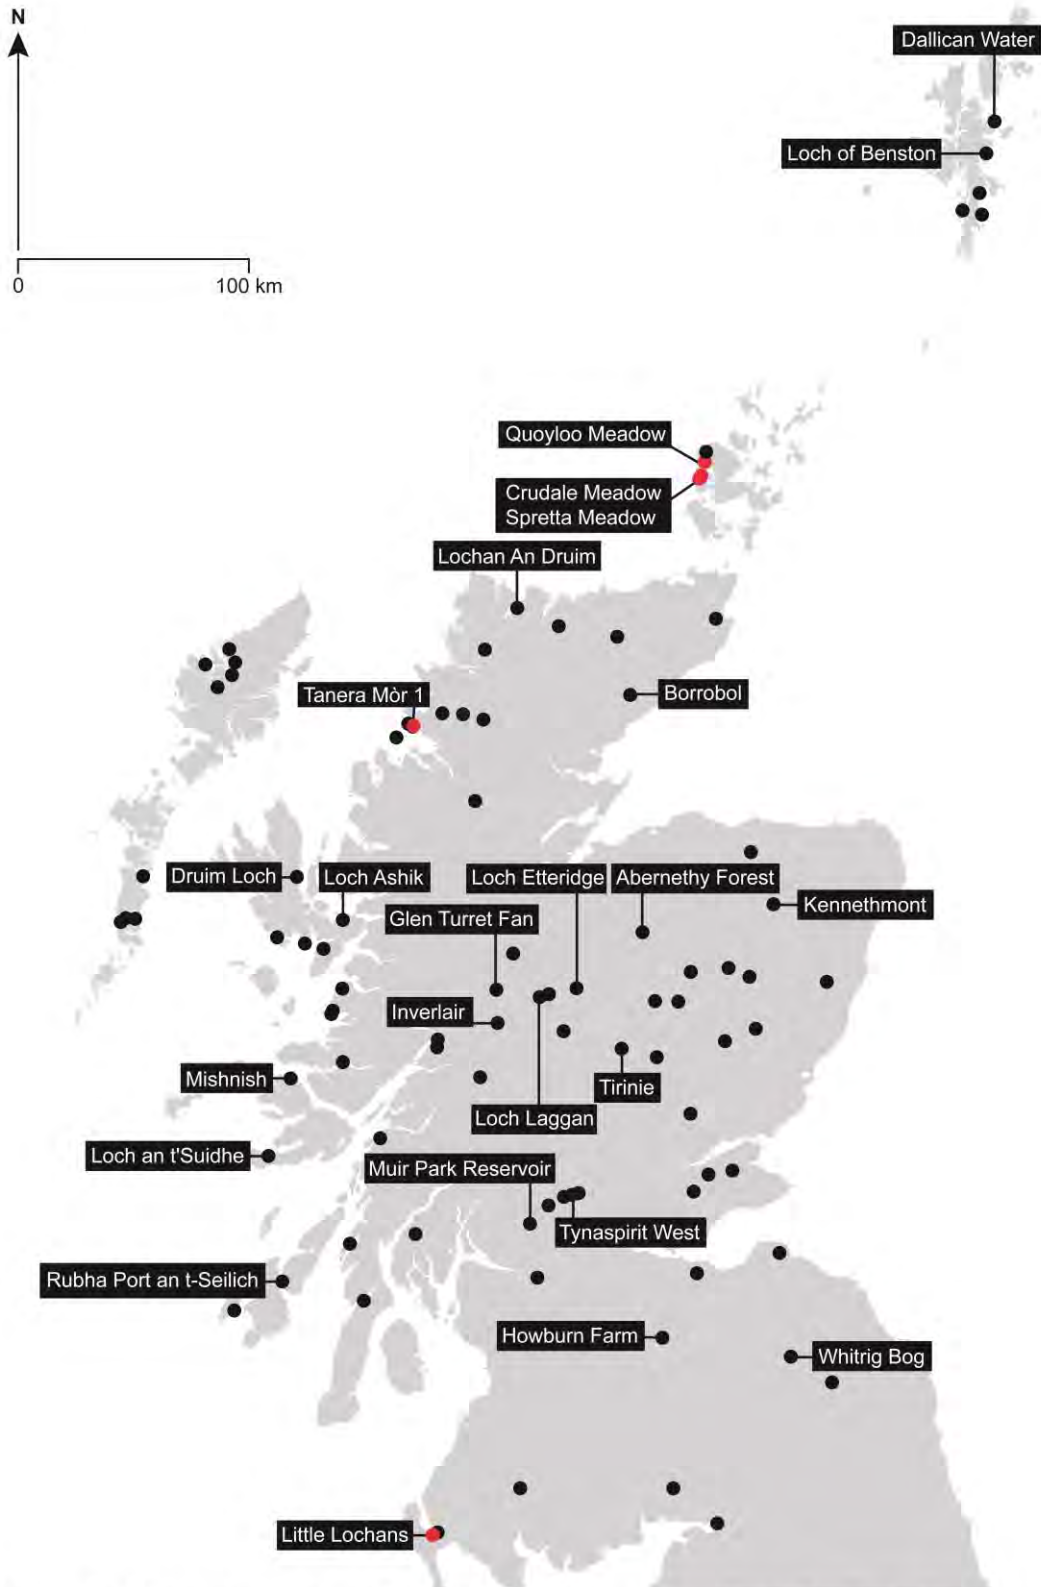 N
Dallican Water
Loch of Benston
0
100 km
Quoyloo Meadow
Crudale Meadow
Spretta Meadow
Lochan An Druim
Tanera Mòr 1
Borrobol
Druim Loch
Loch Ashik
Loch Etteridge
Abernethy Forest
Kennethmont
Glen Turret Fan
Inverlair
Mishnish
Tirinie
Loch Laggan
Loch an t'Suidhe
Muir Park Reservoir
Tynaspirit West
Rubha Port an t-Seilich
Howburn Farm
Whitrig Bog
Little Lochans